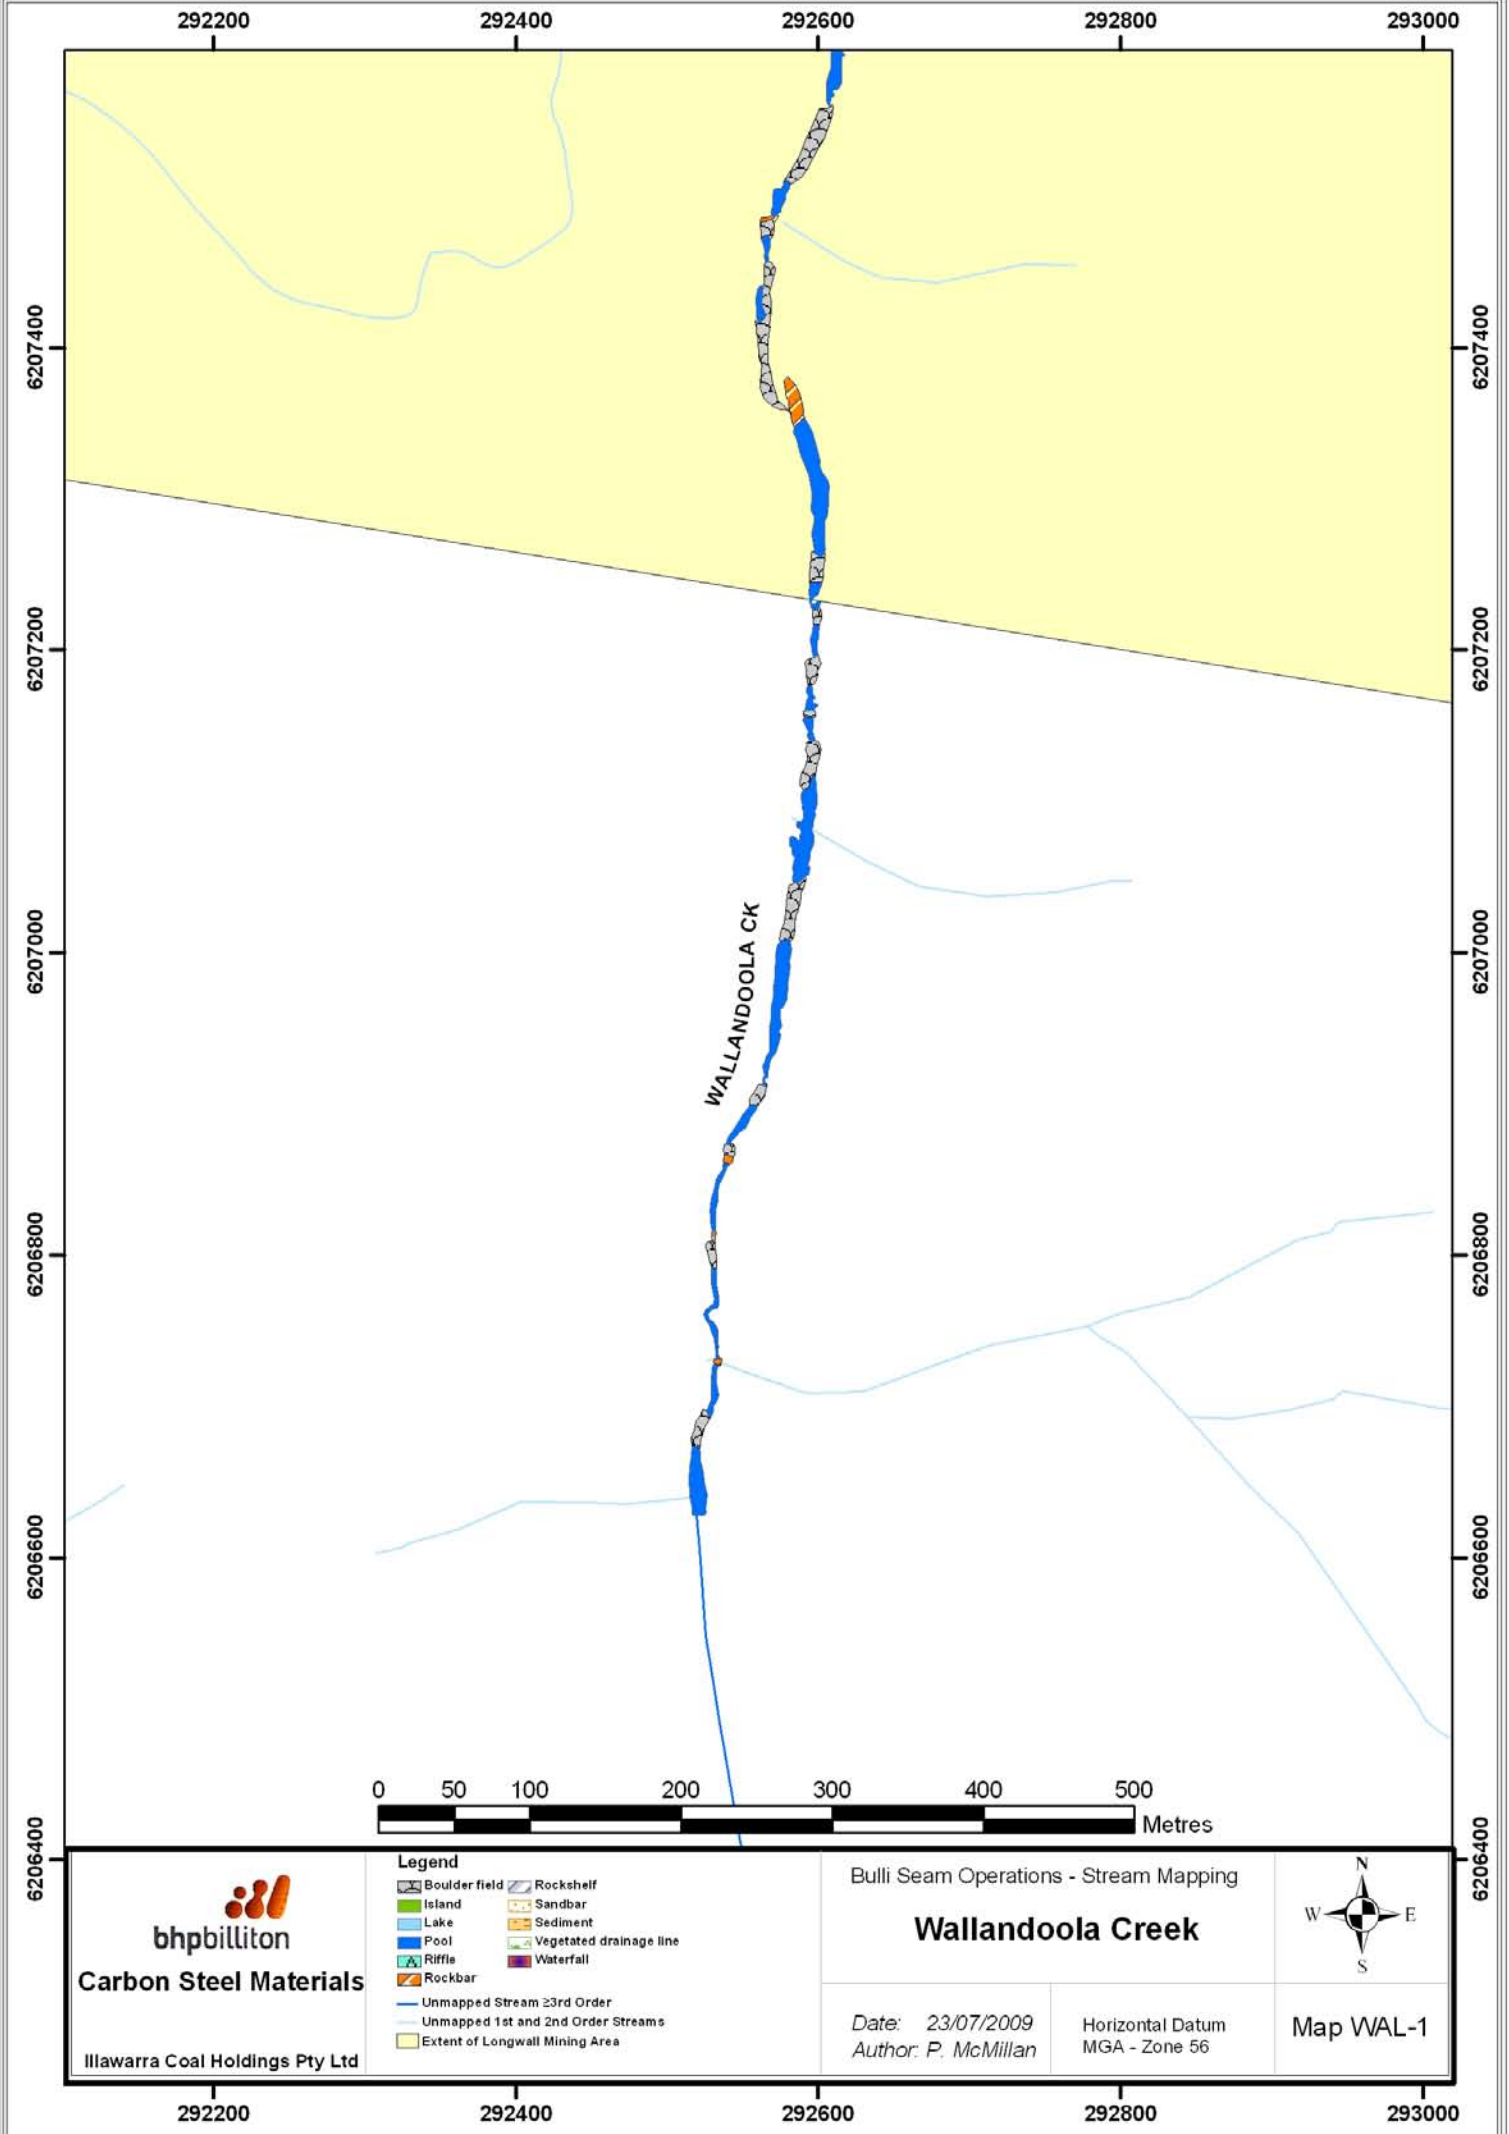 292200 292400 292600 292800 293000
6207400 6207400
6207200 6207200
6207000 6207000
WALLANDOOLA CK
6206800 6206800
6206600 6206600
0 50 100 200 300 400 500
Metres
6206400 6206400
bhpbilliton
Carbon Steel Materials
Illawarra Coal Holdings Pty Ltd
Legend
Boulder field Rockshelf
Island Sandbar
Lake Sediment
Pool Vegetated drainage line
Riffle Waterfall
Rockbar
Unmapped Stream ≥3rd Order
Unmapped 1st and 2nd Order Streams
Extent of Longwall Mining Area
Bulli Seam Operations - Stream Mapping
Wallandoola Creek
Date: 23/07/2009
Author: P. McMillan
Horizontal Datum
MGA - Zone 56
N
W E
S
Map WAL-1
292200 292400 292600 292800 293000